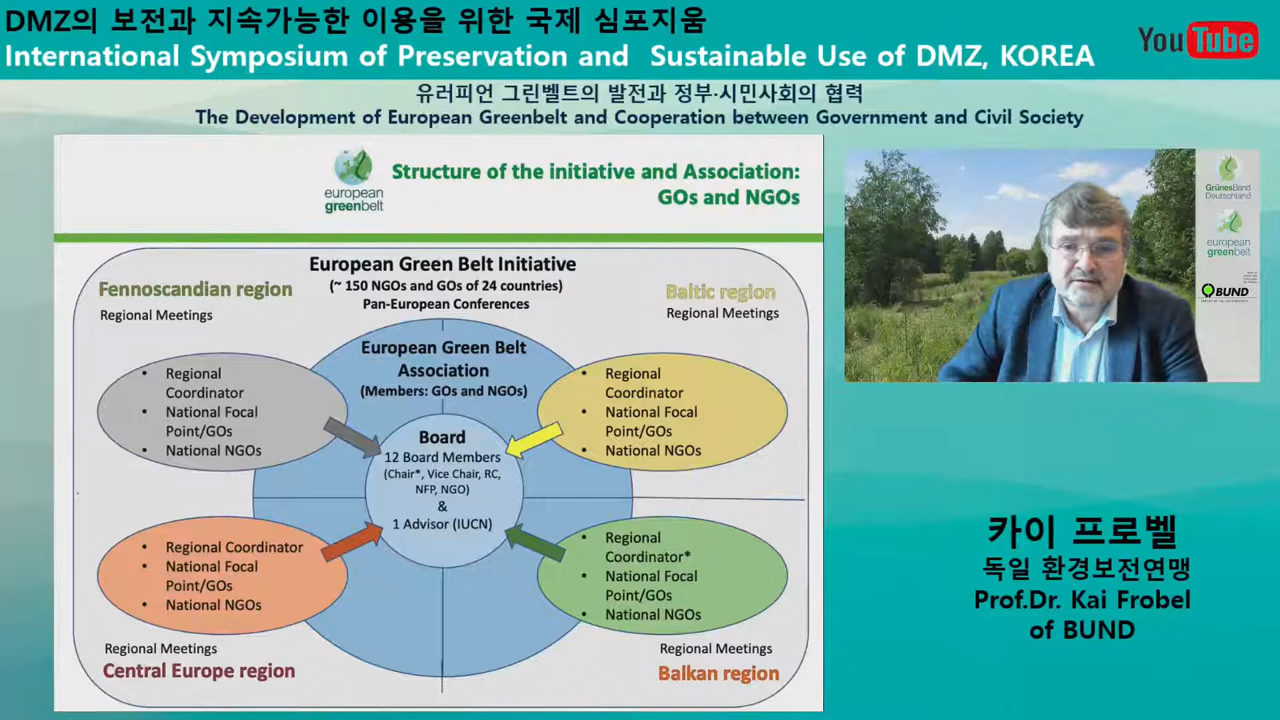 DMZ의 보전과 지속가능한 이용을 위한 국제 심포지움
International Symposium of Preservation and Sustainable Use of DMZ, KOREA
YouTube
유러피언 그린벨트의 발전과 정부·시민사회의 협력
The Development of European Greenbelt and Cooperation between Government and Civil Society
european
greenbelt
Structure of the initiative and Association:
GOs and NGOs
European Green Belt Initiative
(~ 150 NGOs and GOs of 24 countries)
Pan-European Conferences
Fennoscandian region
Regional Meetings
Baltic region
Regional Meetings
European Green Belt
Association
(Members: GOs and NGOs)
• Regional
Coordinator
• National Focal
Point/GOs
• National NGOs
• Regional
Coordinator
• National Focal
Point/GOs
• National NGOs
Board
12 Board Members
(Chair*, Vice Chair, RC,
NFP, NGO)
&
1 Advisor (IUCN)
• Regional Coordinator
• National Focal
Point/GOs
• National NGOs
• Regional
Coordinator*
• National Focal
Point/GOs
• National NGOs
Regional Meetings
Central Europe region
Regional Meetings
Balkan region
GrünesBand
Deutschland
european
greenbelt
BUND
카이 프로벨
독일 환경보전연맹
Prof.Dr. Kai Frobel
of BUND